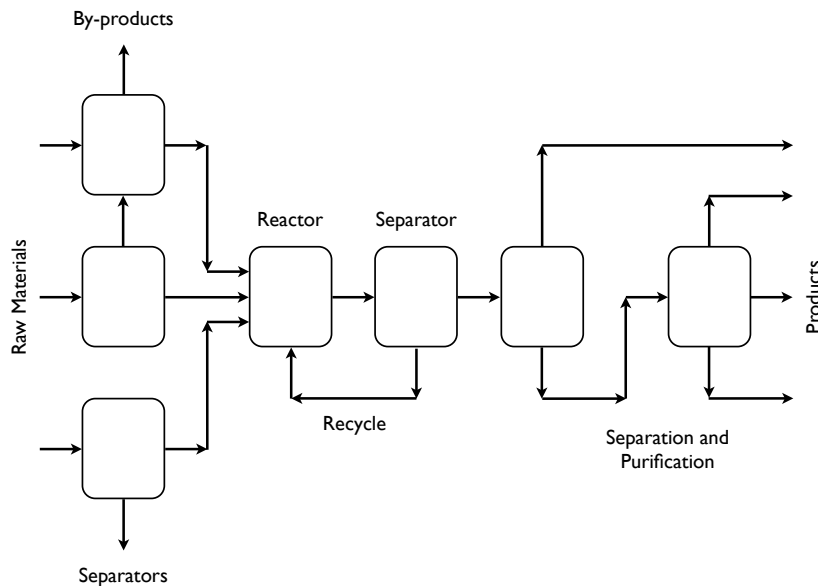 By-products
Reactor
Separator
Raw Materials
Products
Recycle
Separation and
Purification
Separators